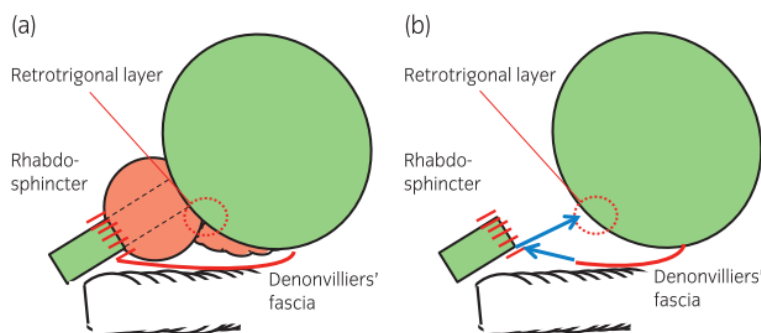 (a)
Retrotrigonal layer
Rhabdo-
sphincter
Denonvilliers'
fascia
(b)
Retrotrigonal layer
Rhabdo-
sphincter
Denonvilliers'
fascia